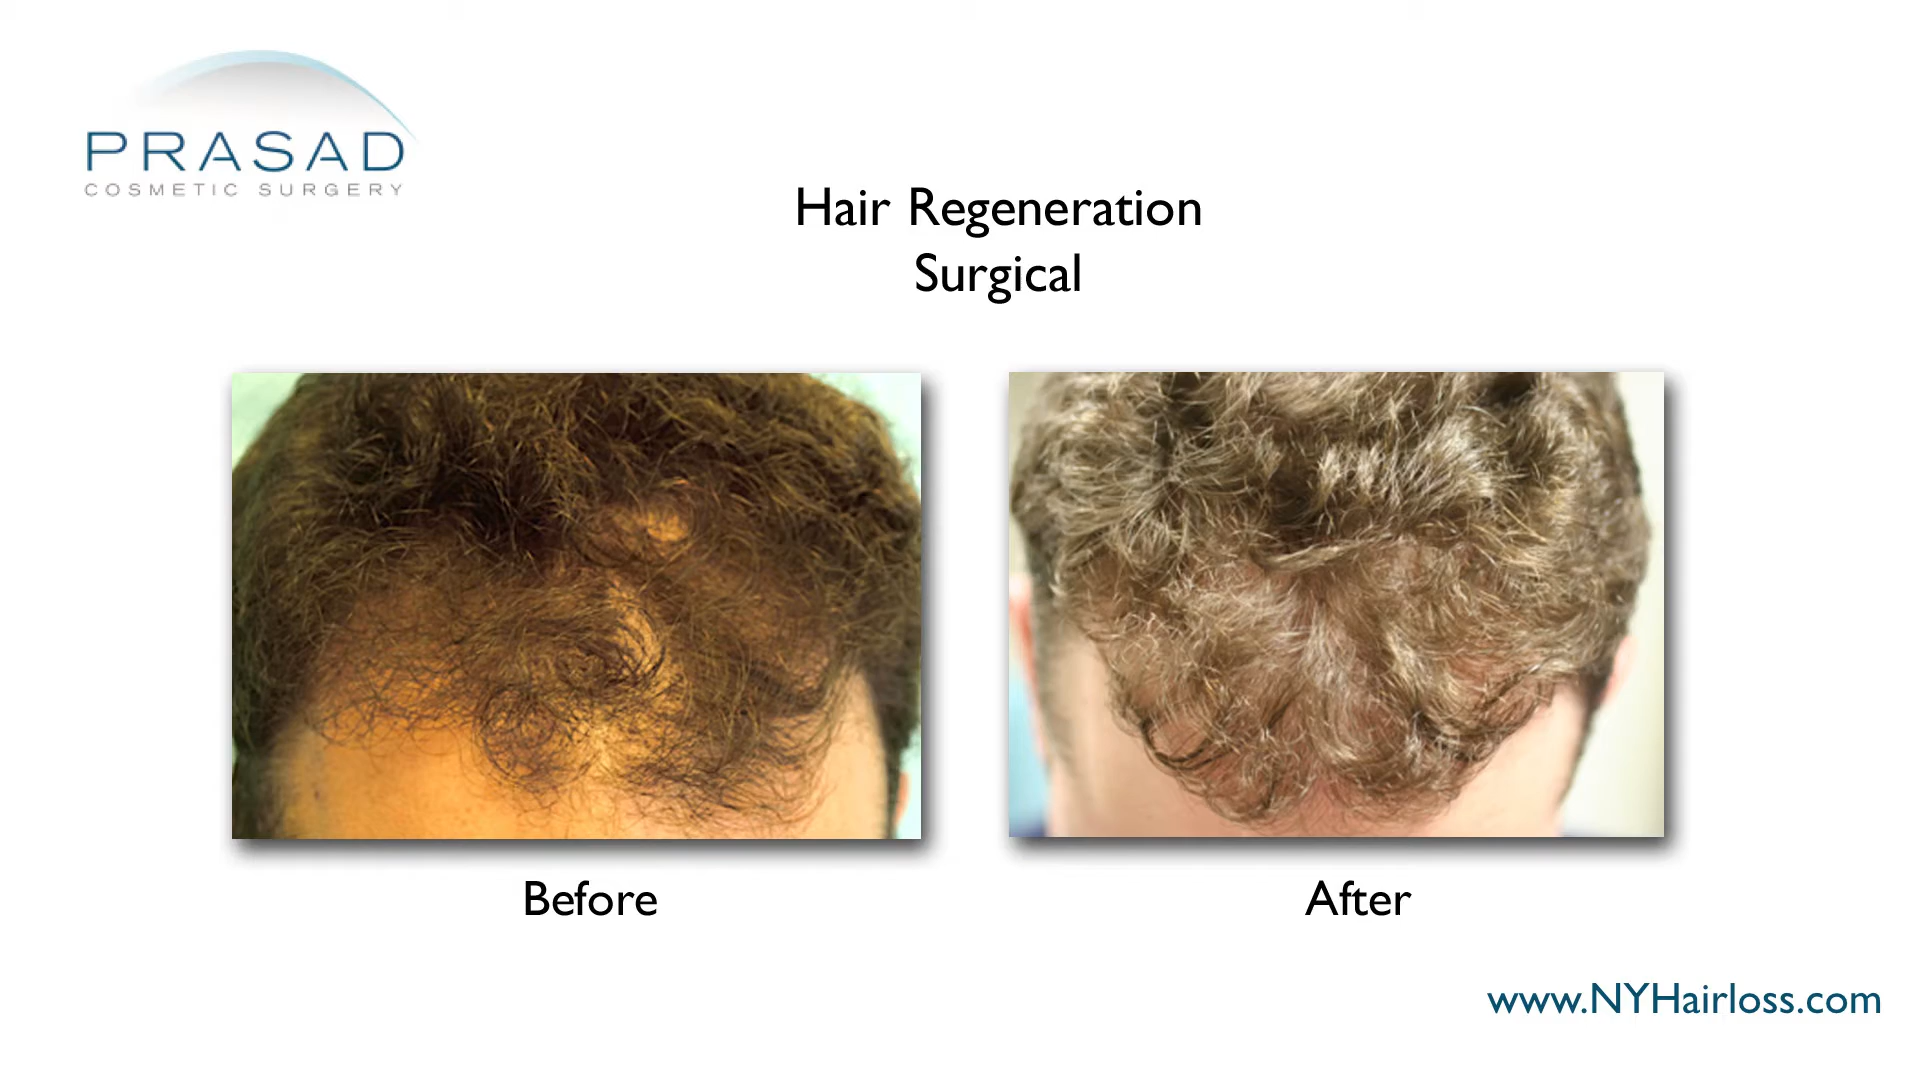 PRASAD
COSMETIC SURGERY
Hair Regeneration
Surgical
Before
After
www.NYHairloss.com